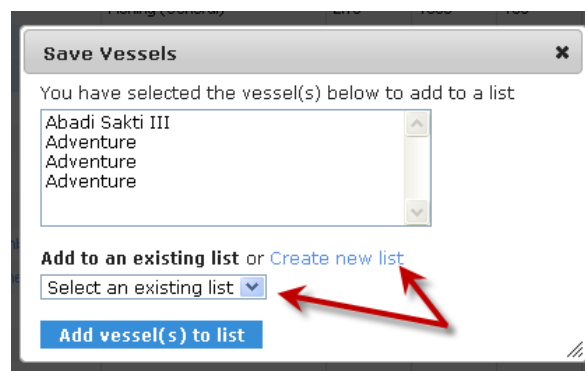 Save Vessels
You have selected the vessel(s) below to add to a list
Abadi Sakti III
Adventure
Adventure
Adventure
Add to an existing list or Create new list
Select an existing list
Add vessel(s) to list